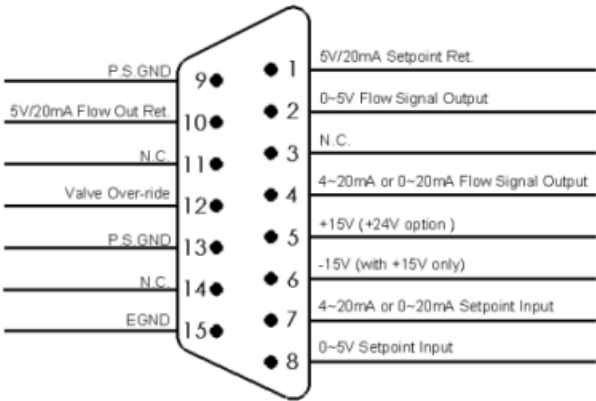 P.S.GND
9
5V/20mA Flow Out Ret.
10
N.C.
11
Valve Over-ride
12
P.S.GND
13
N.C.
14
EGND
15
1
5V/20mA Setpoint Ret.
2
0~5V Flow Signal Output
3
N.C.
4
4~20mA or 0~20mA Flow Signal Output
5
+15V (+24V option )
6
-15V (with +15V only)
7
4~20mA or 0~20mA Setpoint Input
8
0~5V Setpoint Input